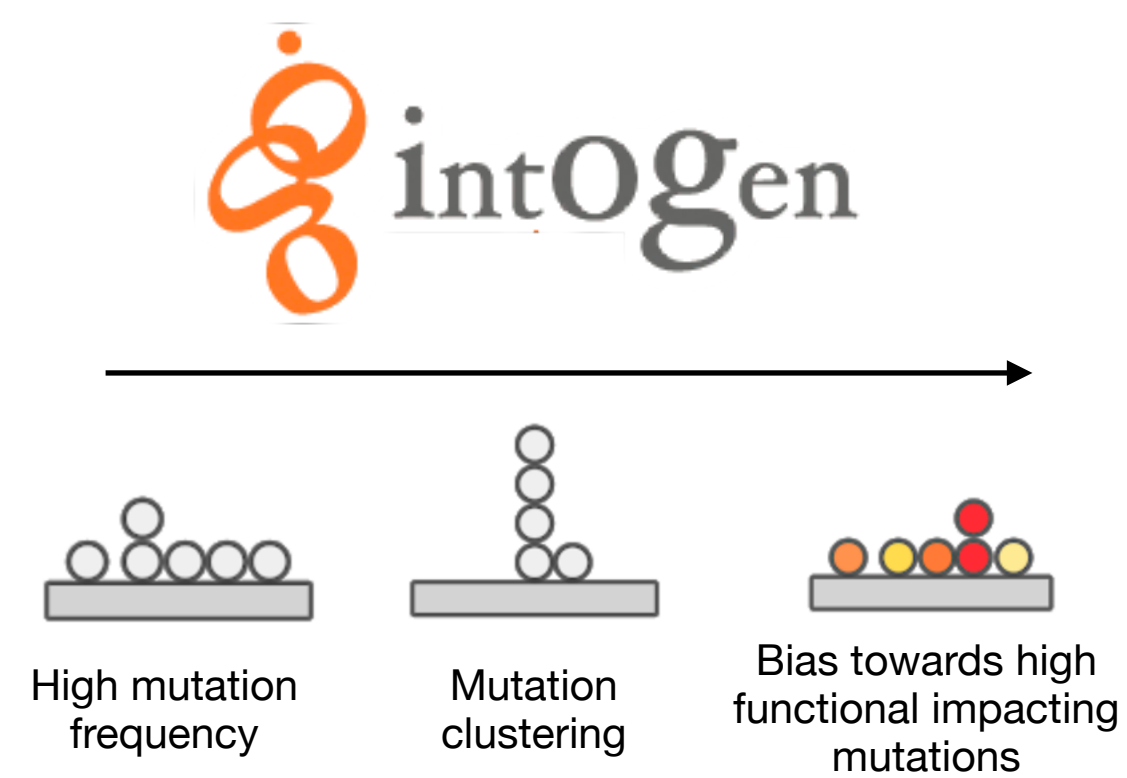 intOgen
High mutation
frequency
Mutation
clustering
Bias towards high
functional impacting
mutations